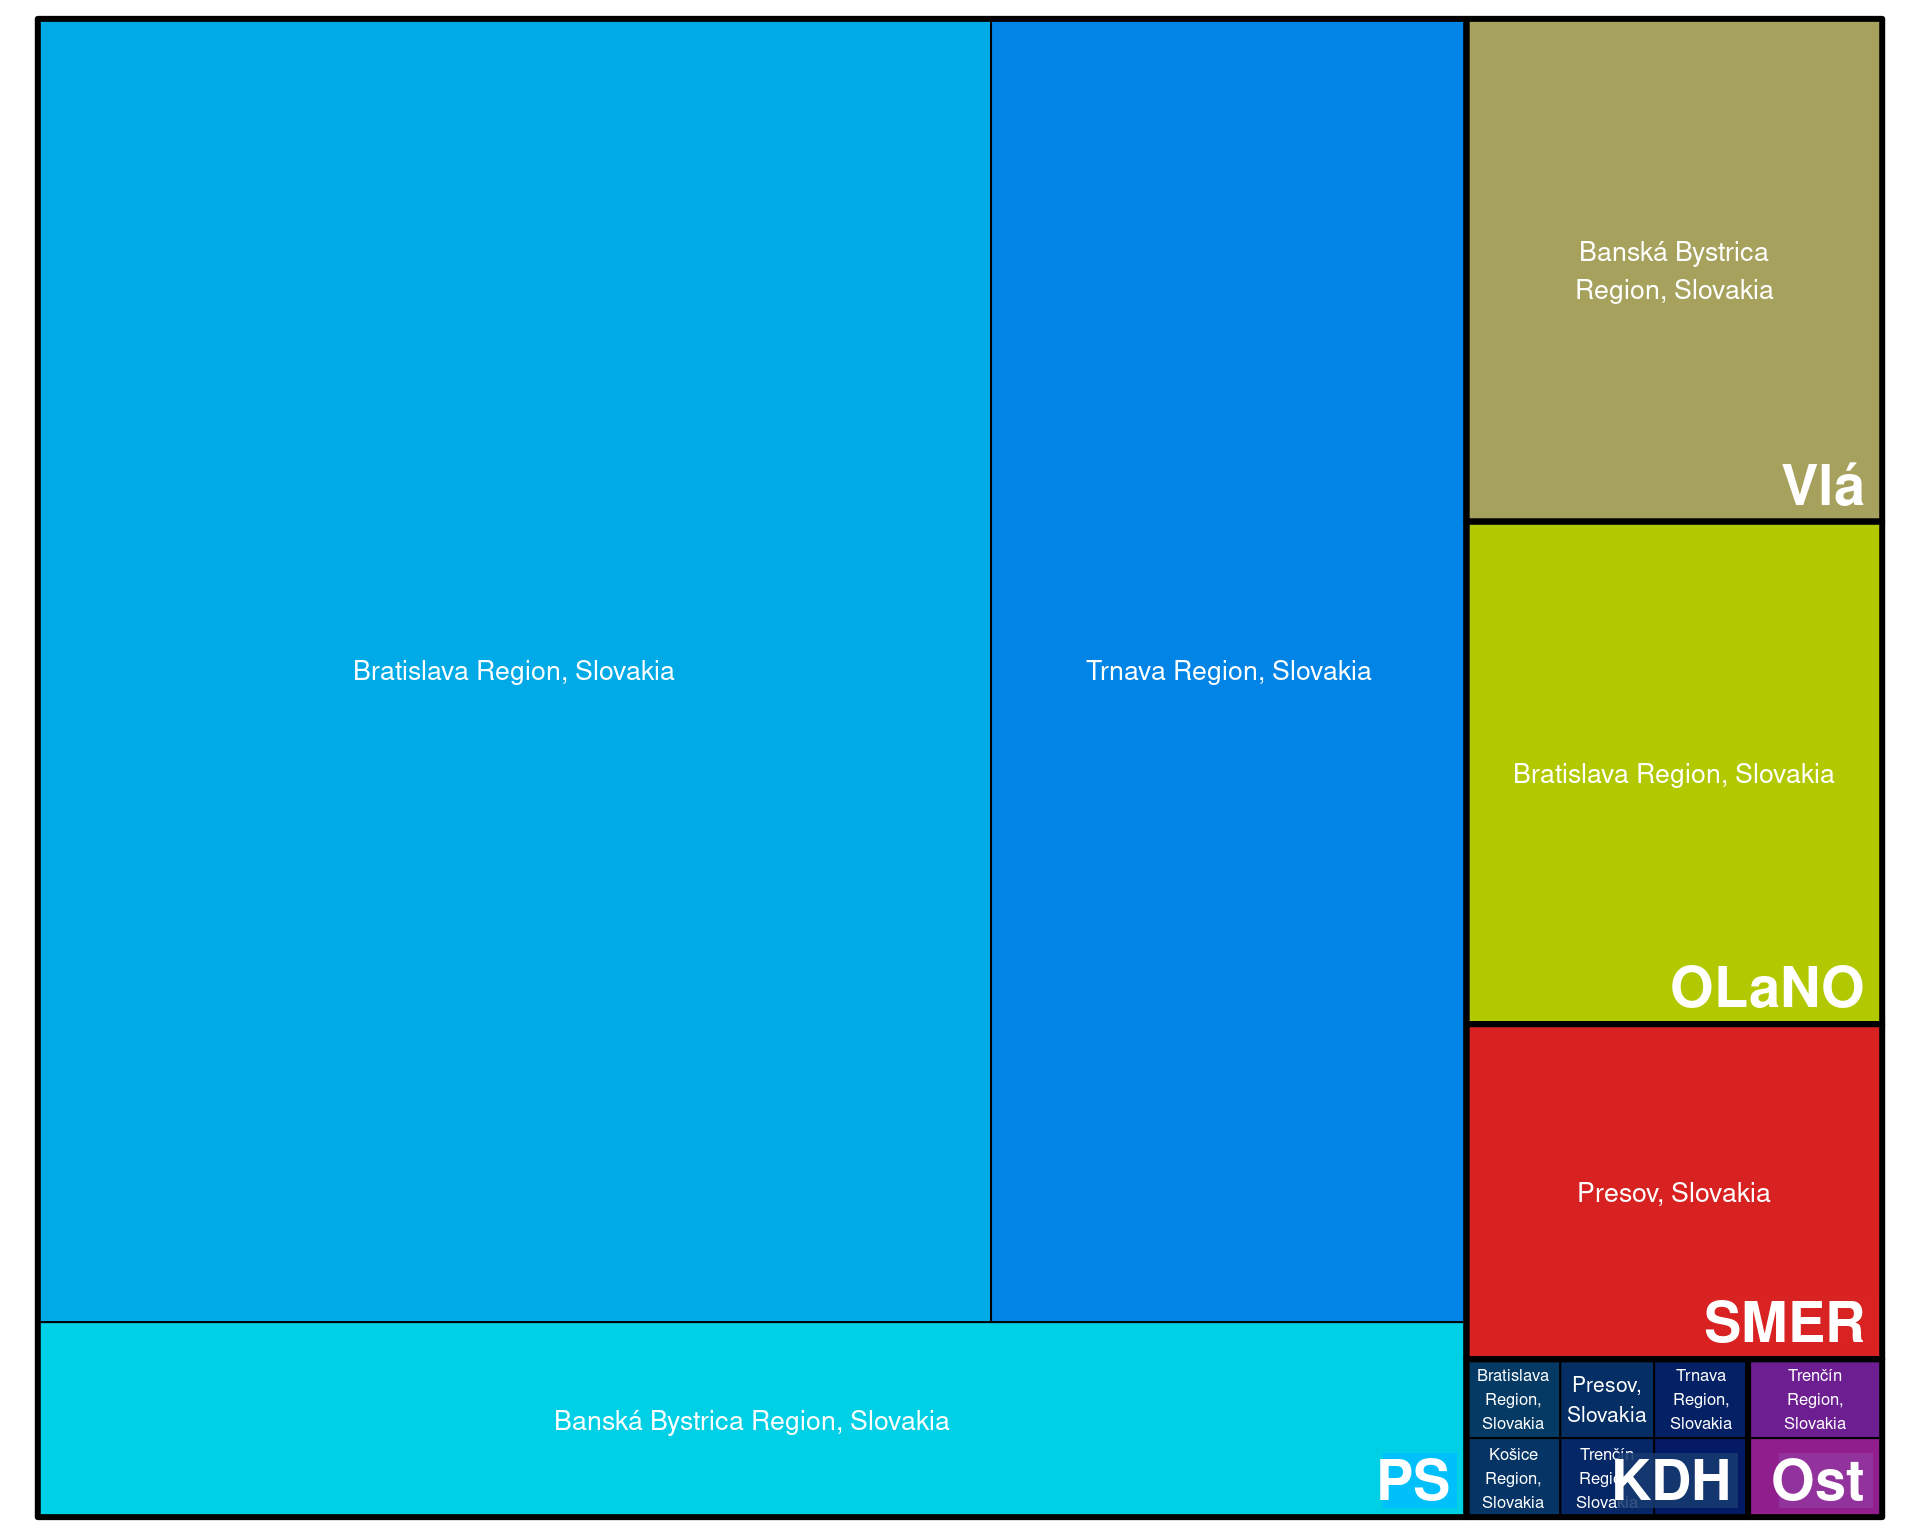 Bratislava Region, Slovakia
Trnava Region, Slovakia
Banská Bystrica Region, Slovakia
PS
Banská Bystrica
Region, Slovakia
Vlá
Bratislava Region, Slovakia
OLaNO
Presov, Slovakia
SMER
Bratislava
Region,
Slovakia
Presov,
Slovakia
Trnava
Region,
Slovakia
Košice
Region,
Slovakia
Trenčín
Region,
Slovakia
KDH
Trenčín
Region,
Slovakia
Ost